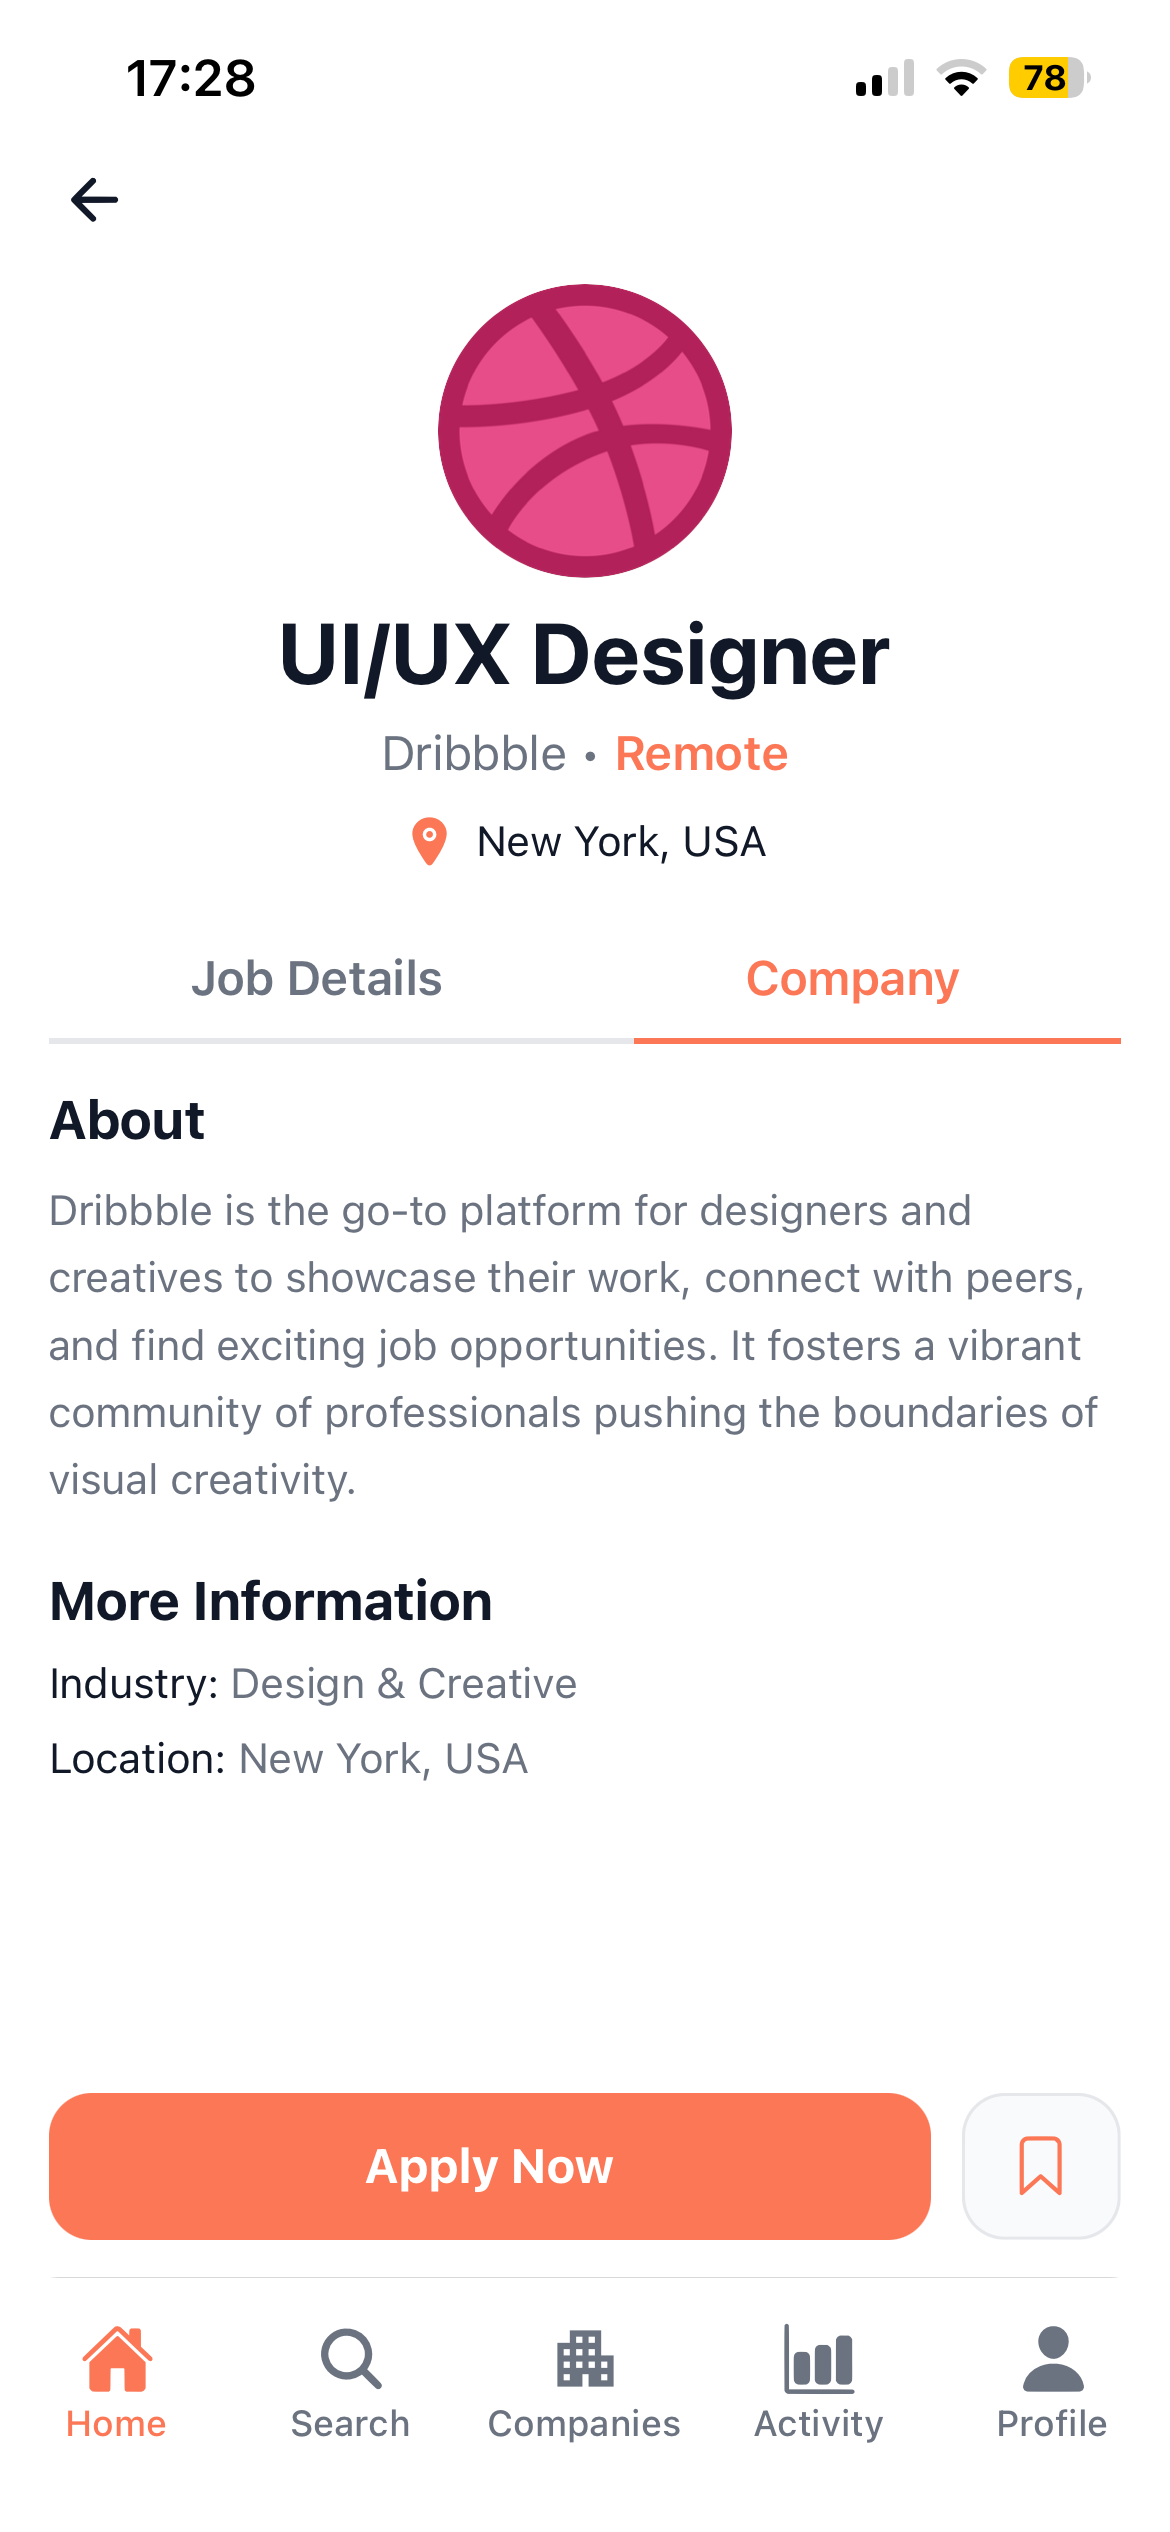 17:28
78
UI/UX Designer
Dribbble • Remote
New York, USA
Job Details
Company
About
Dribbble is the go-to platform for designers and
creatives to showcase their work, connect with peers,
and find exciting job opportunities. It fosters a vibrant
community of professionals pushing the boundaries of
visual creativity.
More Information
Industry: Design & Creative
Location: New York, USA
Apply Now
Home
Search
Companies
Activity
Profile